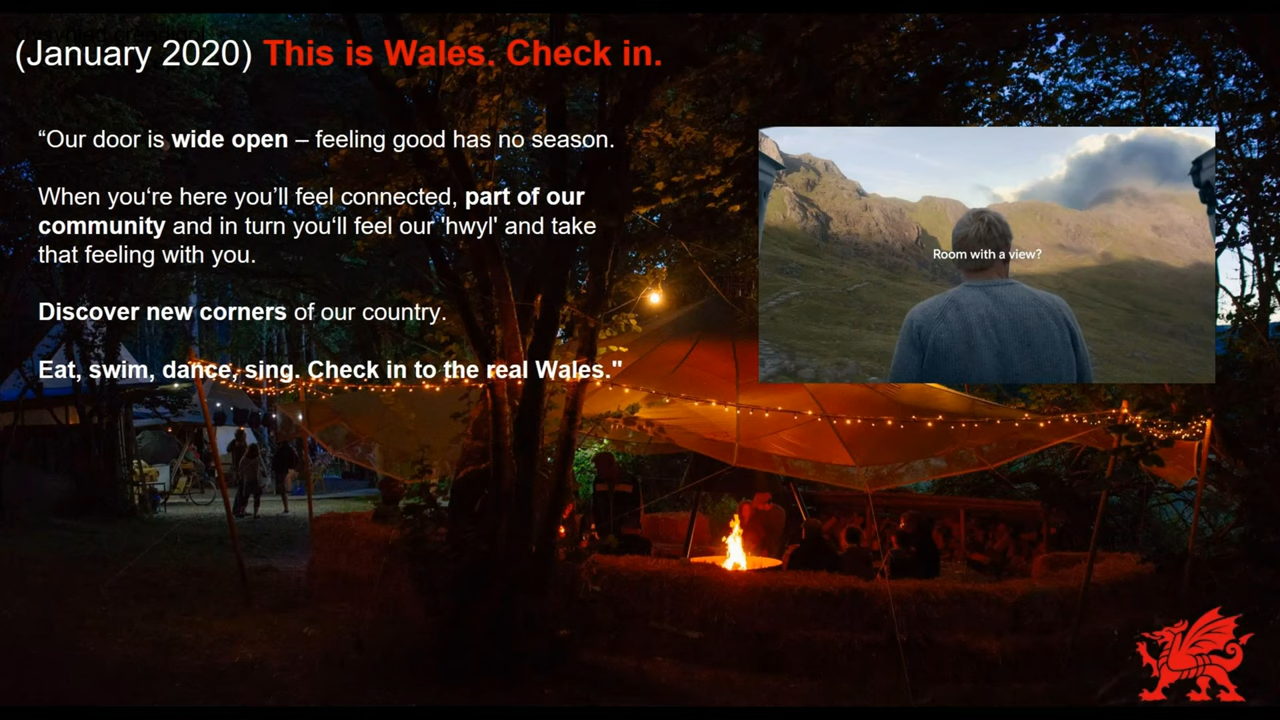 (January 2020) This is Wales. Check in.
“Our door is wide open – feeling good has no season.
When you‘re here you’ll feel connected, part of our
community and in turn you‘ll feel our 'hwyl' and take
that feeling with you.
Discover new corners of our country.
Eat, swim, dance, sing. Check in to the real Wales."
Room with a view?